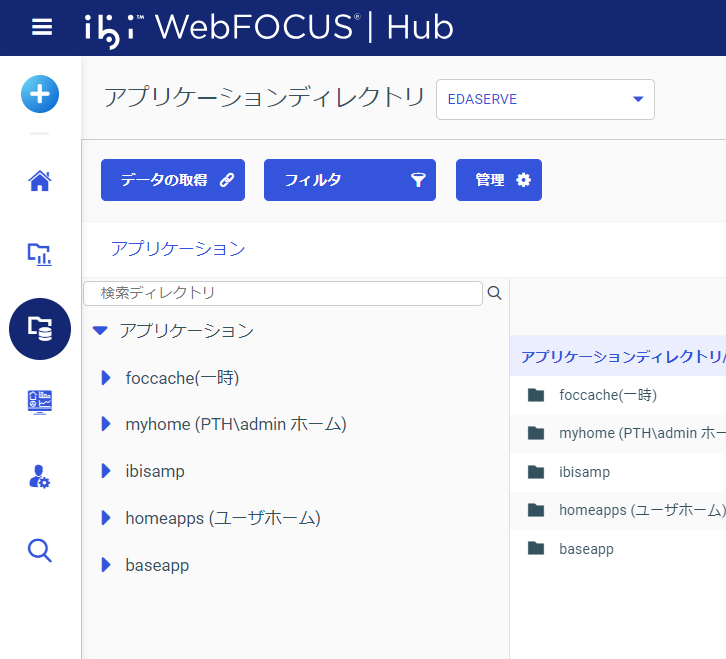 ibi™ WebFOCUS® | Hub
アプリケーションディレクトリ EDASERVE
データの取得 フィルタ 管理
アプリケーション
検索ディレクトリ
アプリケーション
foccache(一時)
myhome (PTH\admin ホーム)
ibisamp
homeapps (ユーザホーム)
baseapp
アプリケーションディレクトリ/
foccache(一時)
myhome (PTH\admin ホー
ibisamp
homeapps (ユーザホーム)
baseapp